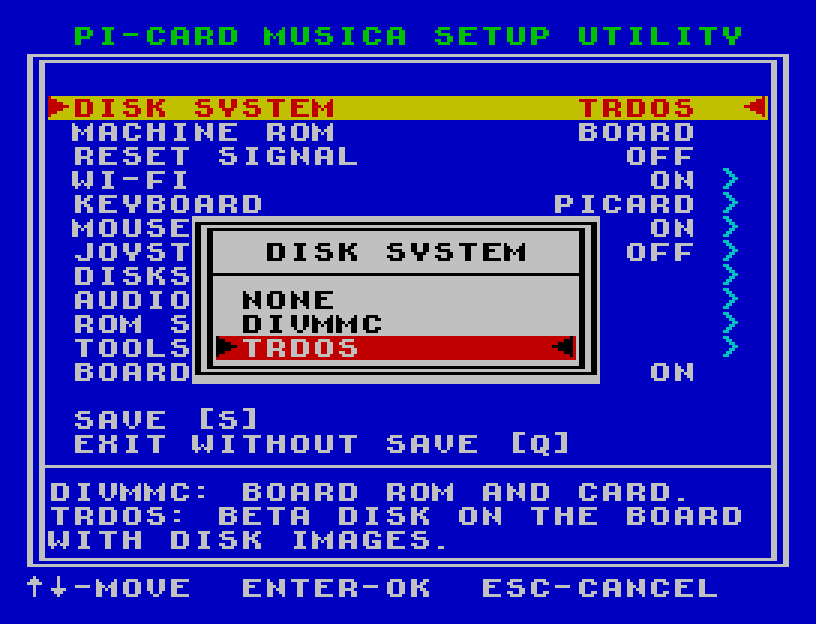 PI-CARD MUSICA SETUP UTILITY
DISK SYSTEM TRDOS
MACHINE ROM BOARD
RESET SIGNAL OFF
WI-FI ON >
KEYBOARD PICARD >
MOUSE ON >
JOYST OFF >
DISKS >
AUDIO >
ROM S >
TOOLS >
BOARD ON
DISK SYSTEM
NONE
DIVMMC
TRDOS
SAVE [S]
EXIT WITHOUT SAVE [Q]
DIVMMC: BOARD ROM AND CARD.
TRDOS: BETA DISK ON THE BOARD
WITH DISK IMAGES.
↑↓-MOVE ENTER-OK ESC-CANCEL